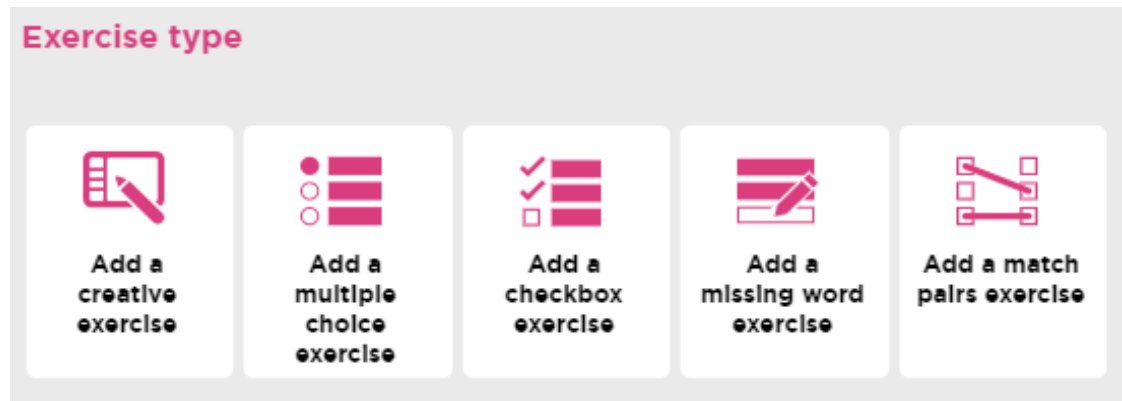 Exercise type
Add a
creative
exercise
Add a
multiple
choice
exercise
Add a
checkbox
exercise
Add a
missing word
exercise
Add a match
pairs exercise